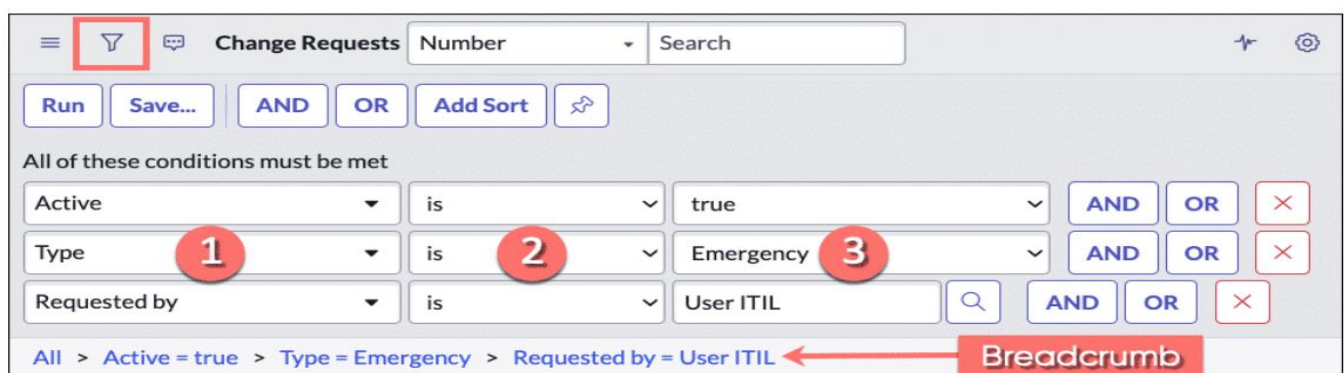 Change Requests Number Search
Run Save... AND OR Add Sort
All of these conditions must be met
Active is true AND OR
Type 1 is 2 Emergency 3 AND OR
Requested by is User ITIL AND OR
All > Active = true > Type = Emergency > Requested by = User ITIL Breadcrumb